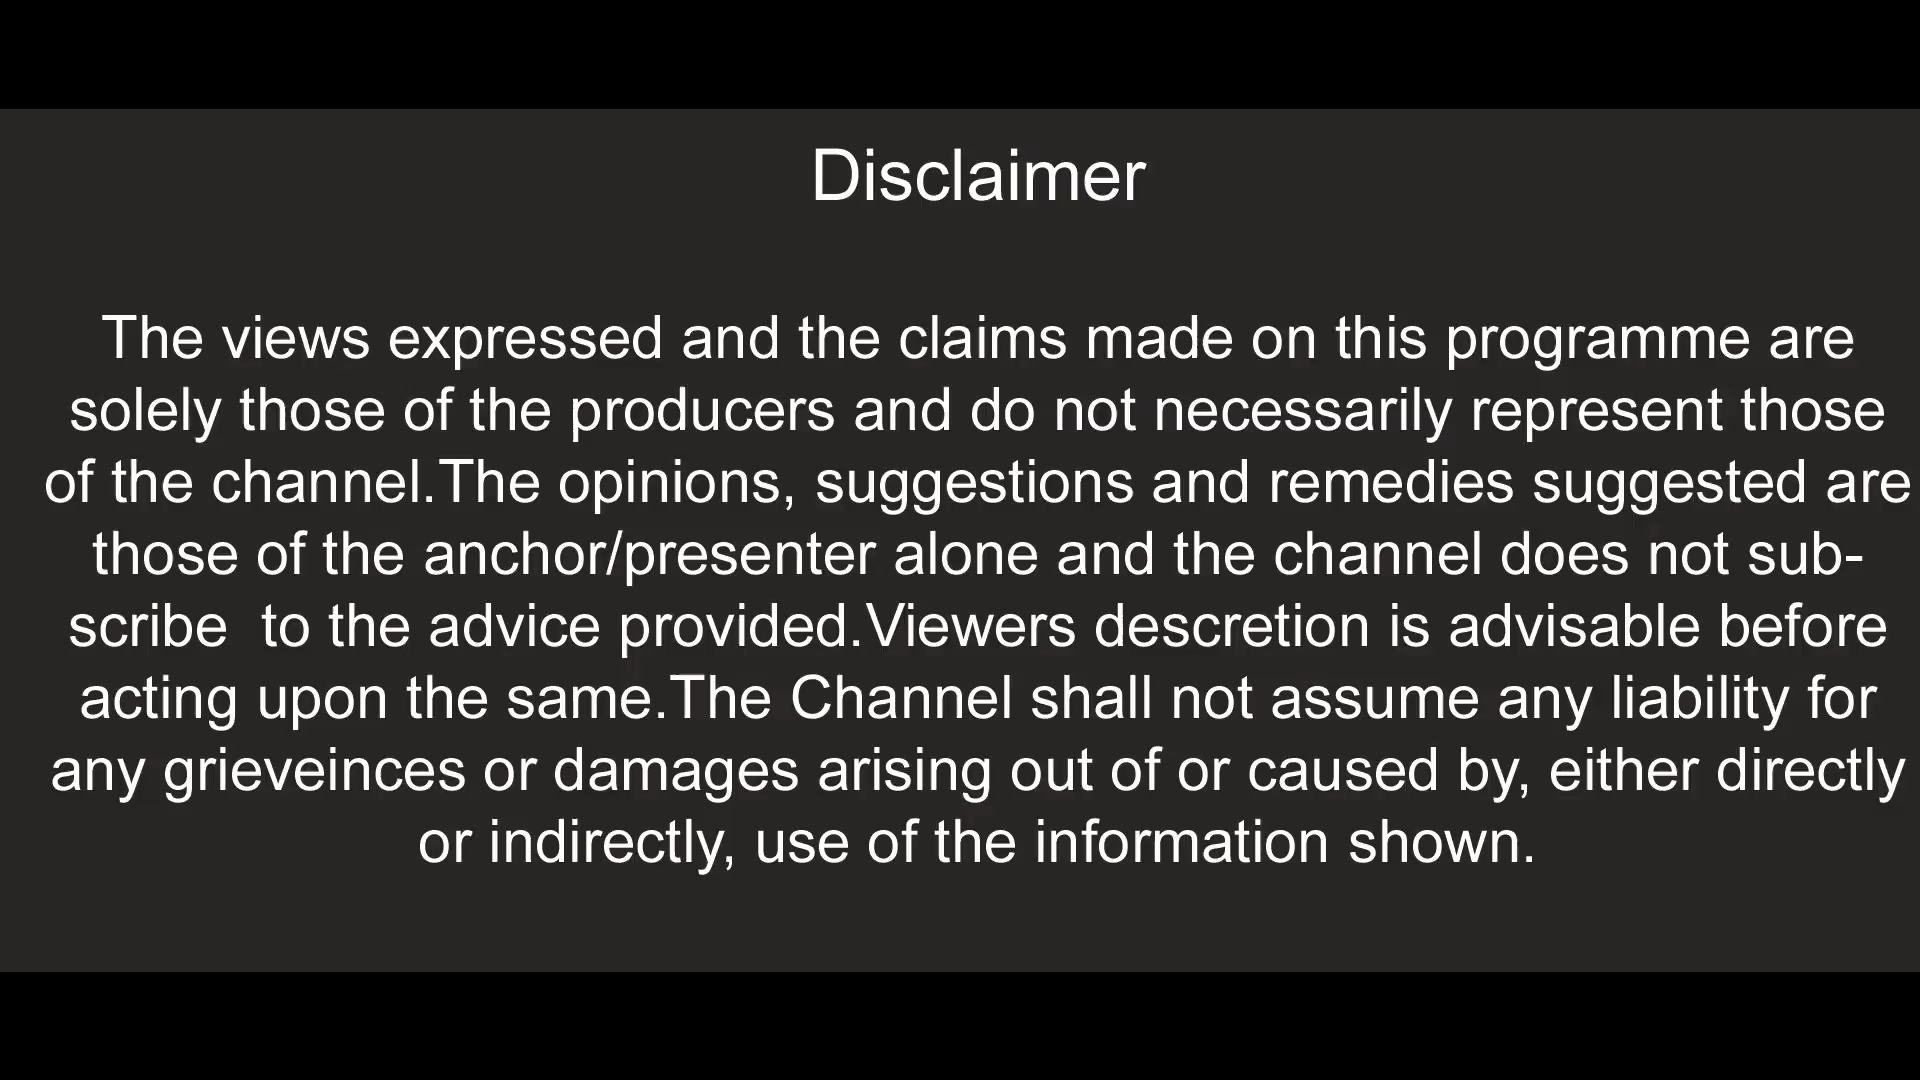 Disclaimer
The views expressed and the claims made on this programme are
solely those of the producers and do not necessarily represent those
of the channel.The opinions, suggestions and remedies suggested are
those of the anchor/presenter alone and the channel does not sub-
scribe  to the advice provided.Viewers descretion is advisable before
acting upon the same.The Channel shall not assume any liability for
any grieveinces or damages arising out of or caused by, either directly
or indirectly, use of the information shown.